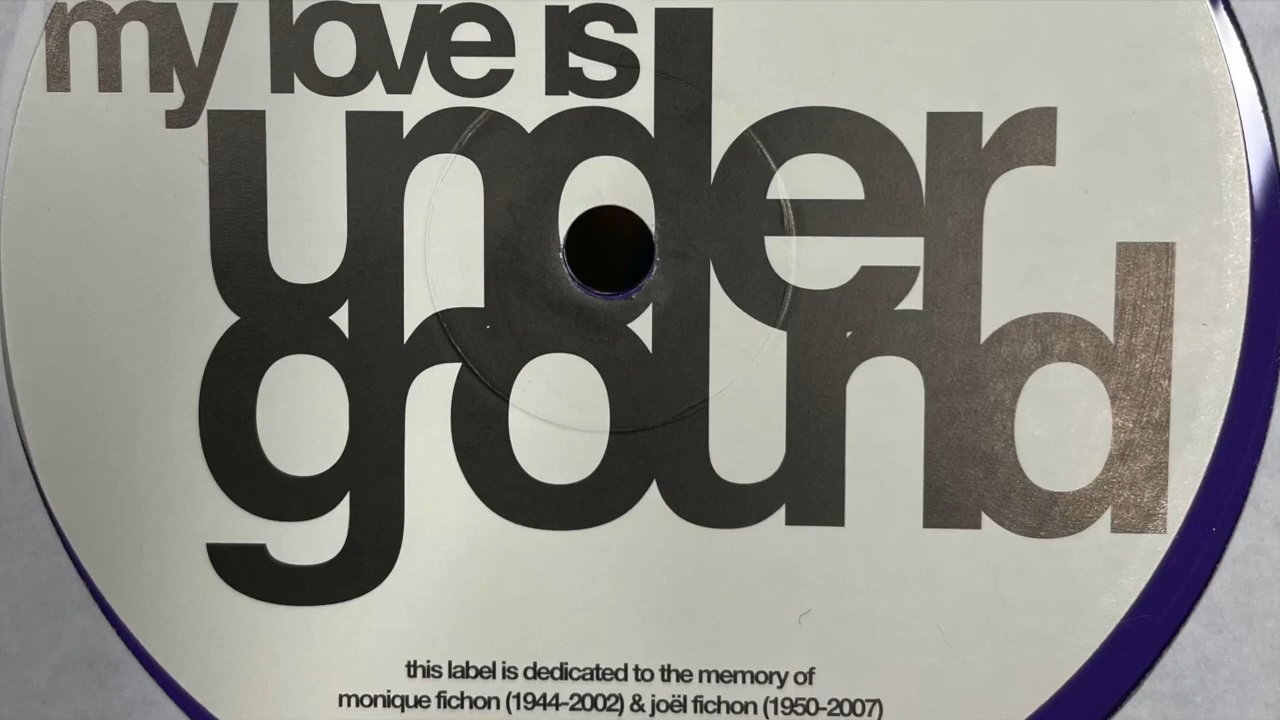 my love is
under
ground
this label is dedicated to the memory of
monique fichon (1944-2002) & joël fichon (1950-2007)